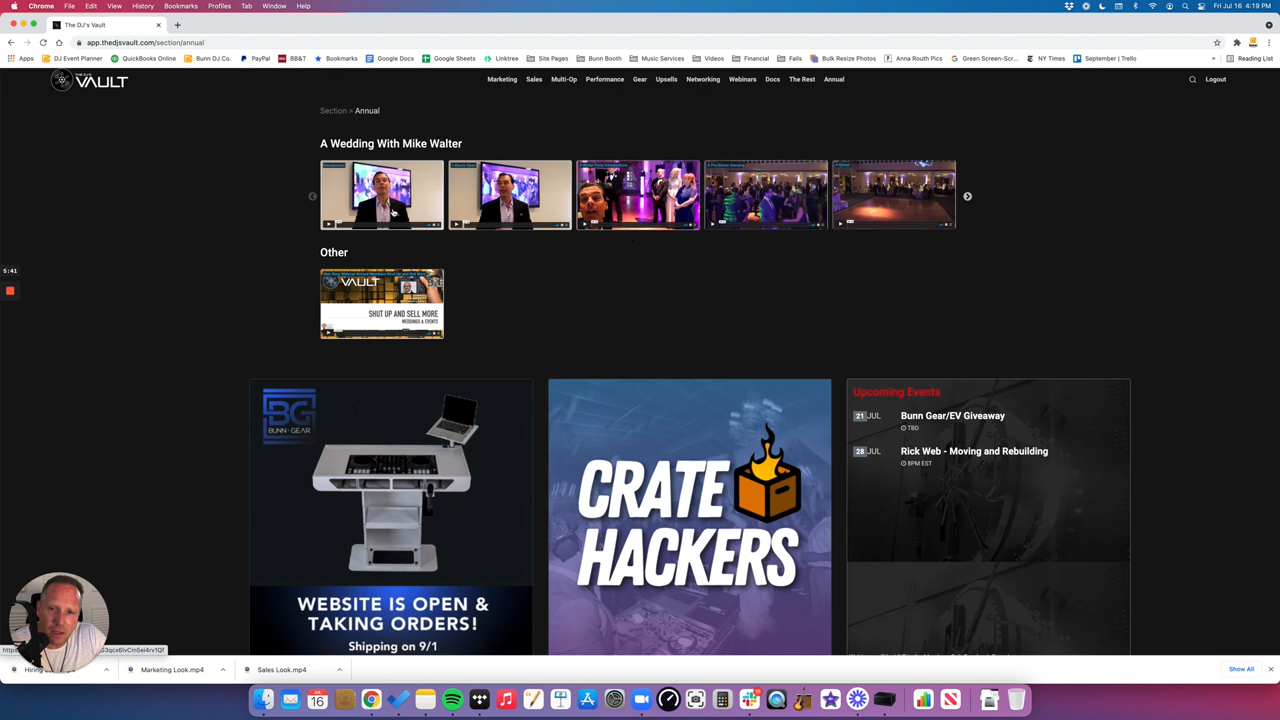 Chrome File Edit View History Bookmarks Profiles Tab Window Help
Fri Jul 16 4:19 PM
The DJ's Vault
app.thedjsvault.com/section/annual
Apps DJ Event Planner QuickBooks Online Bunn DJ Co. PayPal BB&T Bookmarks Google Docs Linktree Google Sheets Site Pages Bunn Booth Music Services Videos Financial Fails Bulk Resize Photos Anna Routh Pics Green Screen-Scr... NY Times September | Trello » Reading List
THE DJ'S
VAULT
Marketing Sales Multi-Op Performance Gear Upsells Networking Webinars Docs The Rest Annual
Logout
Section > Annual
A Wedding With Mike Walter
Other
VAULT
SHUT UP AND SELL MORE
WEDDINGS & EVENTS
5:41
BG
BUNN GEAR
WEBSITE IS OPEN &
TAKING ORDERS!
Shipping on 9/1
CRATE
HACKERS
Upcoming Events
21 JUL Bunn Gear/EV Giveaway
TBD
28 JUL Rick Web - Moving and Rebuilding
8PM EST
Marketing Look.mp4
Sales Look.mp4
Show All
JUL
16